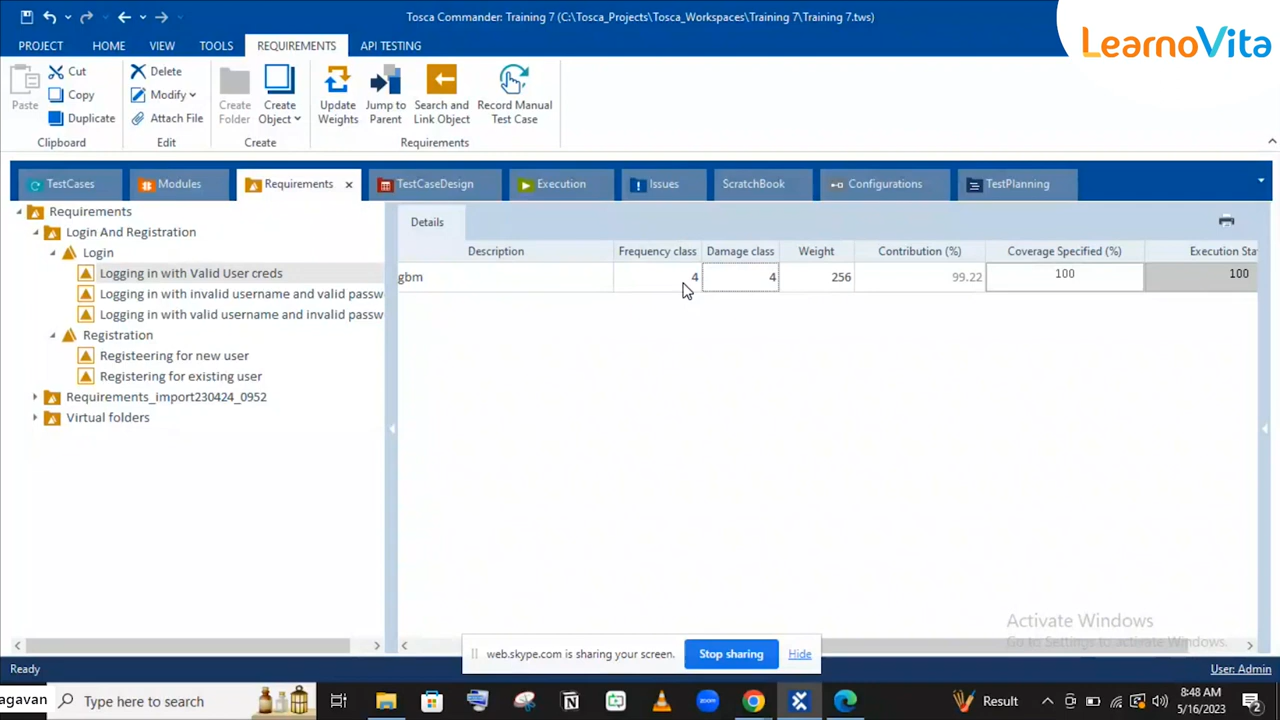 Tosca Commander: Training 7 (C:\Tosca_Projects\Tosca_Workspaces\Training 7\Training 7.tws)
LearnoVita
PROJECT HOME VIEW TOOLS REQUIREMENTS API TESTING
Paste
Cut
Copy
Duplicate
Clipboard
Delete
Modify
Attach File
Edit
Create
Folder
Create
Object
Create
Update
Weights
Jump to
Parent
Search and
Link Object
Record Manual
Test Case
Requirements
TestCases Modules Requirements TestCaseDesign Execution Issues ScratchBook Configurations TestPlanning
Requirements
Login And Registration
Login
Logging in with Valid User creds
Logging in with invalid username and valid passw
Logging in with valid username and invalid passw
Registration
Registeering for new user
Registering for existing user
Requirements_import230424_0952
Virtual folders
Details
Description Frequency class Damage class Weight Contribution (%) Coverage Specified (%) Execution Sta
gbm 4 4 256 99.22 100 100
Activate Windows
Go to Settings to activate Windows.
web.skype.com is sharing your screen. Stop sharing Hide
Ready User: Admin
agavan Type here to search Result 8:48 AM
5/16/2023
2